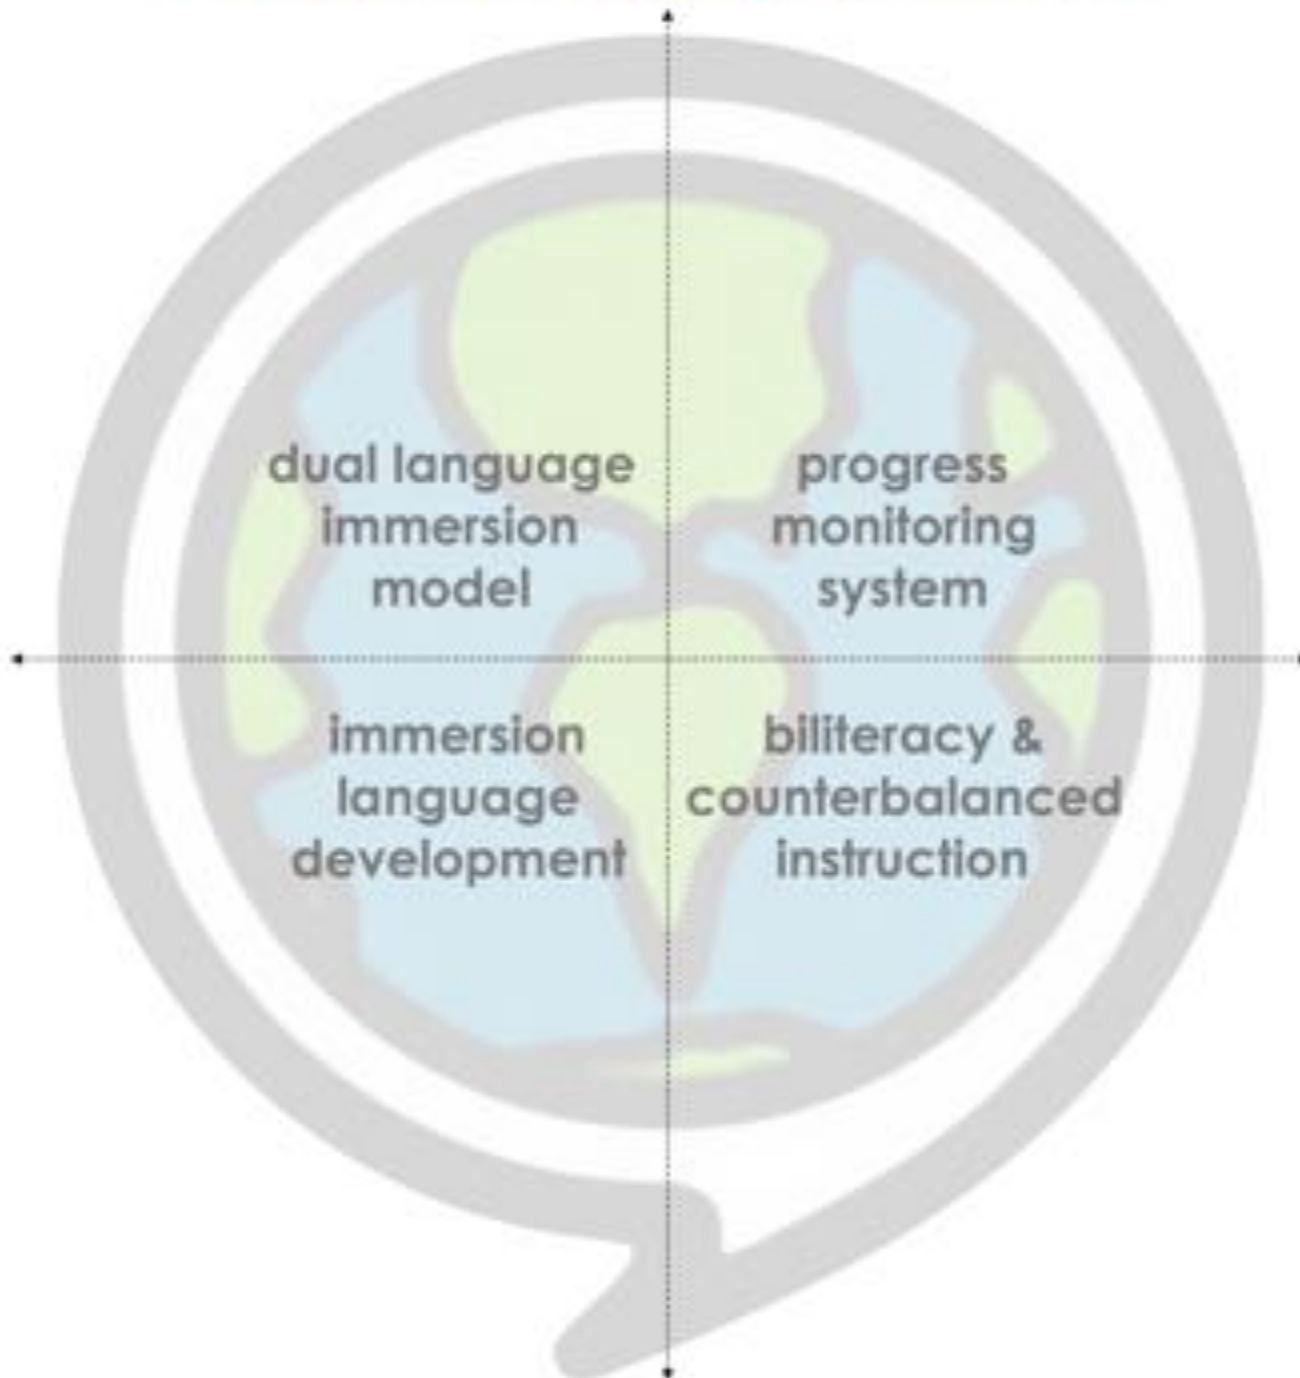 dual language
immersion
model
progress
monitoring
system
immersion
language
development
biliteracy &
counterbalanced
instruction